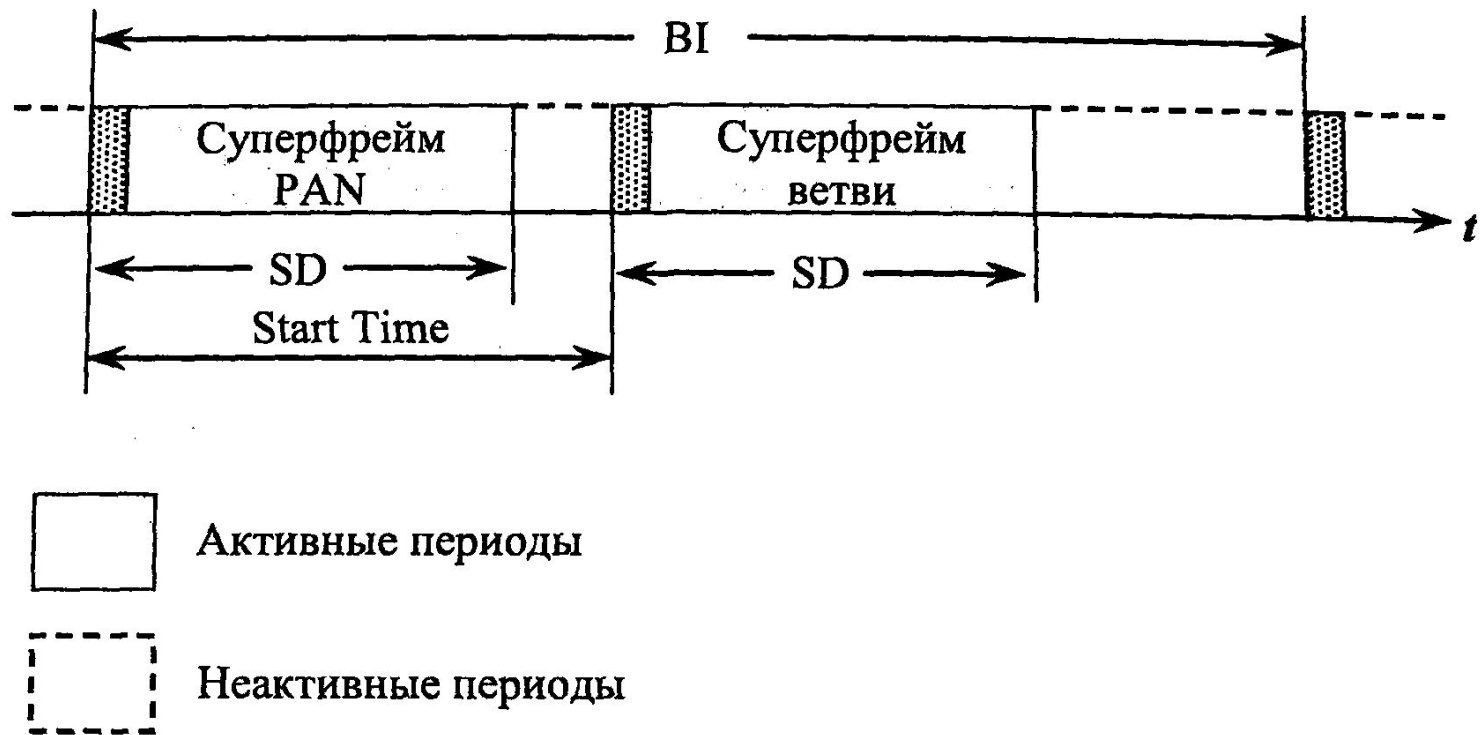 BI
Суперфрейм
PAN
Суперфрейм
ветви
t
SD
SD
Start Time
Активные периоды
Неактивные периоды